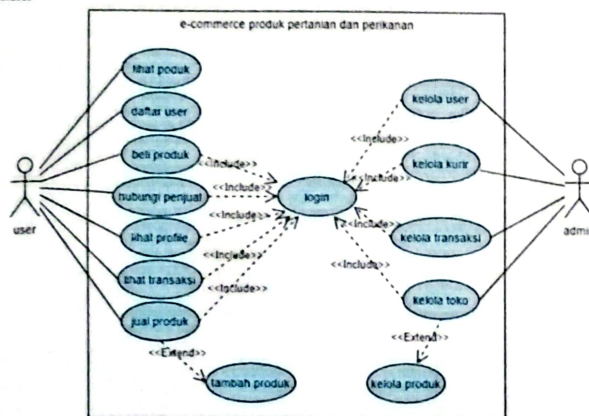 e-commerce produk pertanian dan perikanan
lihat poduk
daftar user
beli produk
hubungi penjual
lihat profile
lihat transaksi
jual produk
tambah produk
login
kelola user
kelola kurir
kelola transaksi
kelola toko
kelola produk
<<Include>>
<<Include>>
<<Include>>
<<Include>>
<<Include>>
<<Extend>>
<<Include>>
<<Include>>
<<Include>>
<<Include>>
<<Extend>>
user
admi